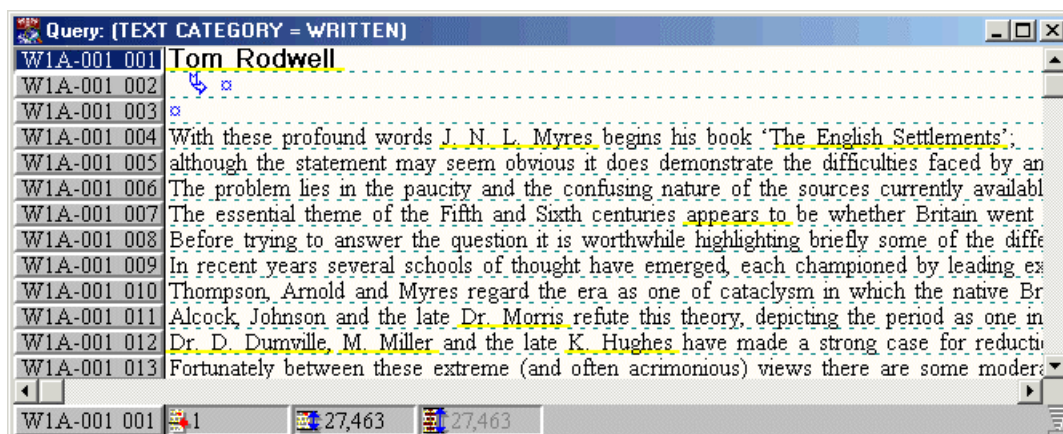 Query: (TEXT CATEGORY = WRITTEN)
W1A-001 001 Tom Rodwell
W1A-001 002 ¤
W1A-001 003 ¤
W1A-001 004 With these profound words J. N. L. Myres begins his book ‘The English Settlements’;
W1A-001 005 although the statement may seem obvious it does demonstrate the difficulties faced by an
W1A-001 006 The problem lies in the paucity and the confusing nature of the sources currently availabl
W1A-001 007 The essential theme of the Fifth and Sixth centuries appears to be whether Britain went
W1A-001 008 Before trying to answer the question it is worthwhile highlighting briefly some of the diffe
W1A-001 009 In recent years several schools of thought have emerged, each championed by leading ex
W1A-001 010 Thompson, Arnold and Myres regard the era as one of cataclysm in which the native Br
W1A-001 011 Alcock, Johnson and the late Dr. Morris refute this theory, depicting the period as one in
W1A-001 012 Dr. D. Dumville, M. Miller and the late K. Hughes have made a strong case for reducti
W1A-001 013 Fortunately between these extreme (and often acrimonious) views there are some modera
W1A-001 001 1 27,463 27,463